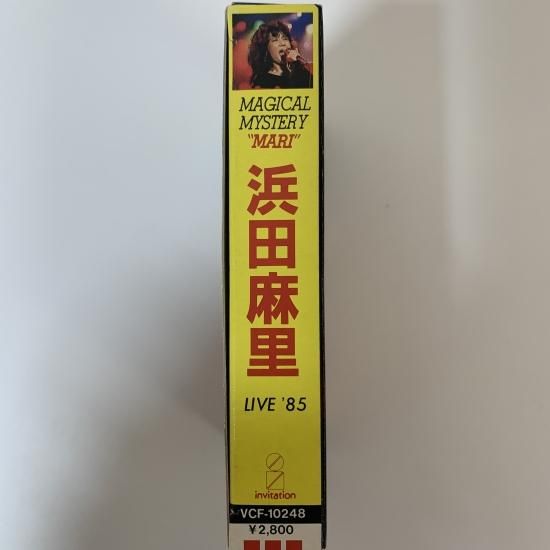 MAGICAL
MYSTERY
"MARI"
浜田麻里
LIVE '85
invitation
VCF-10248
¥2,800